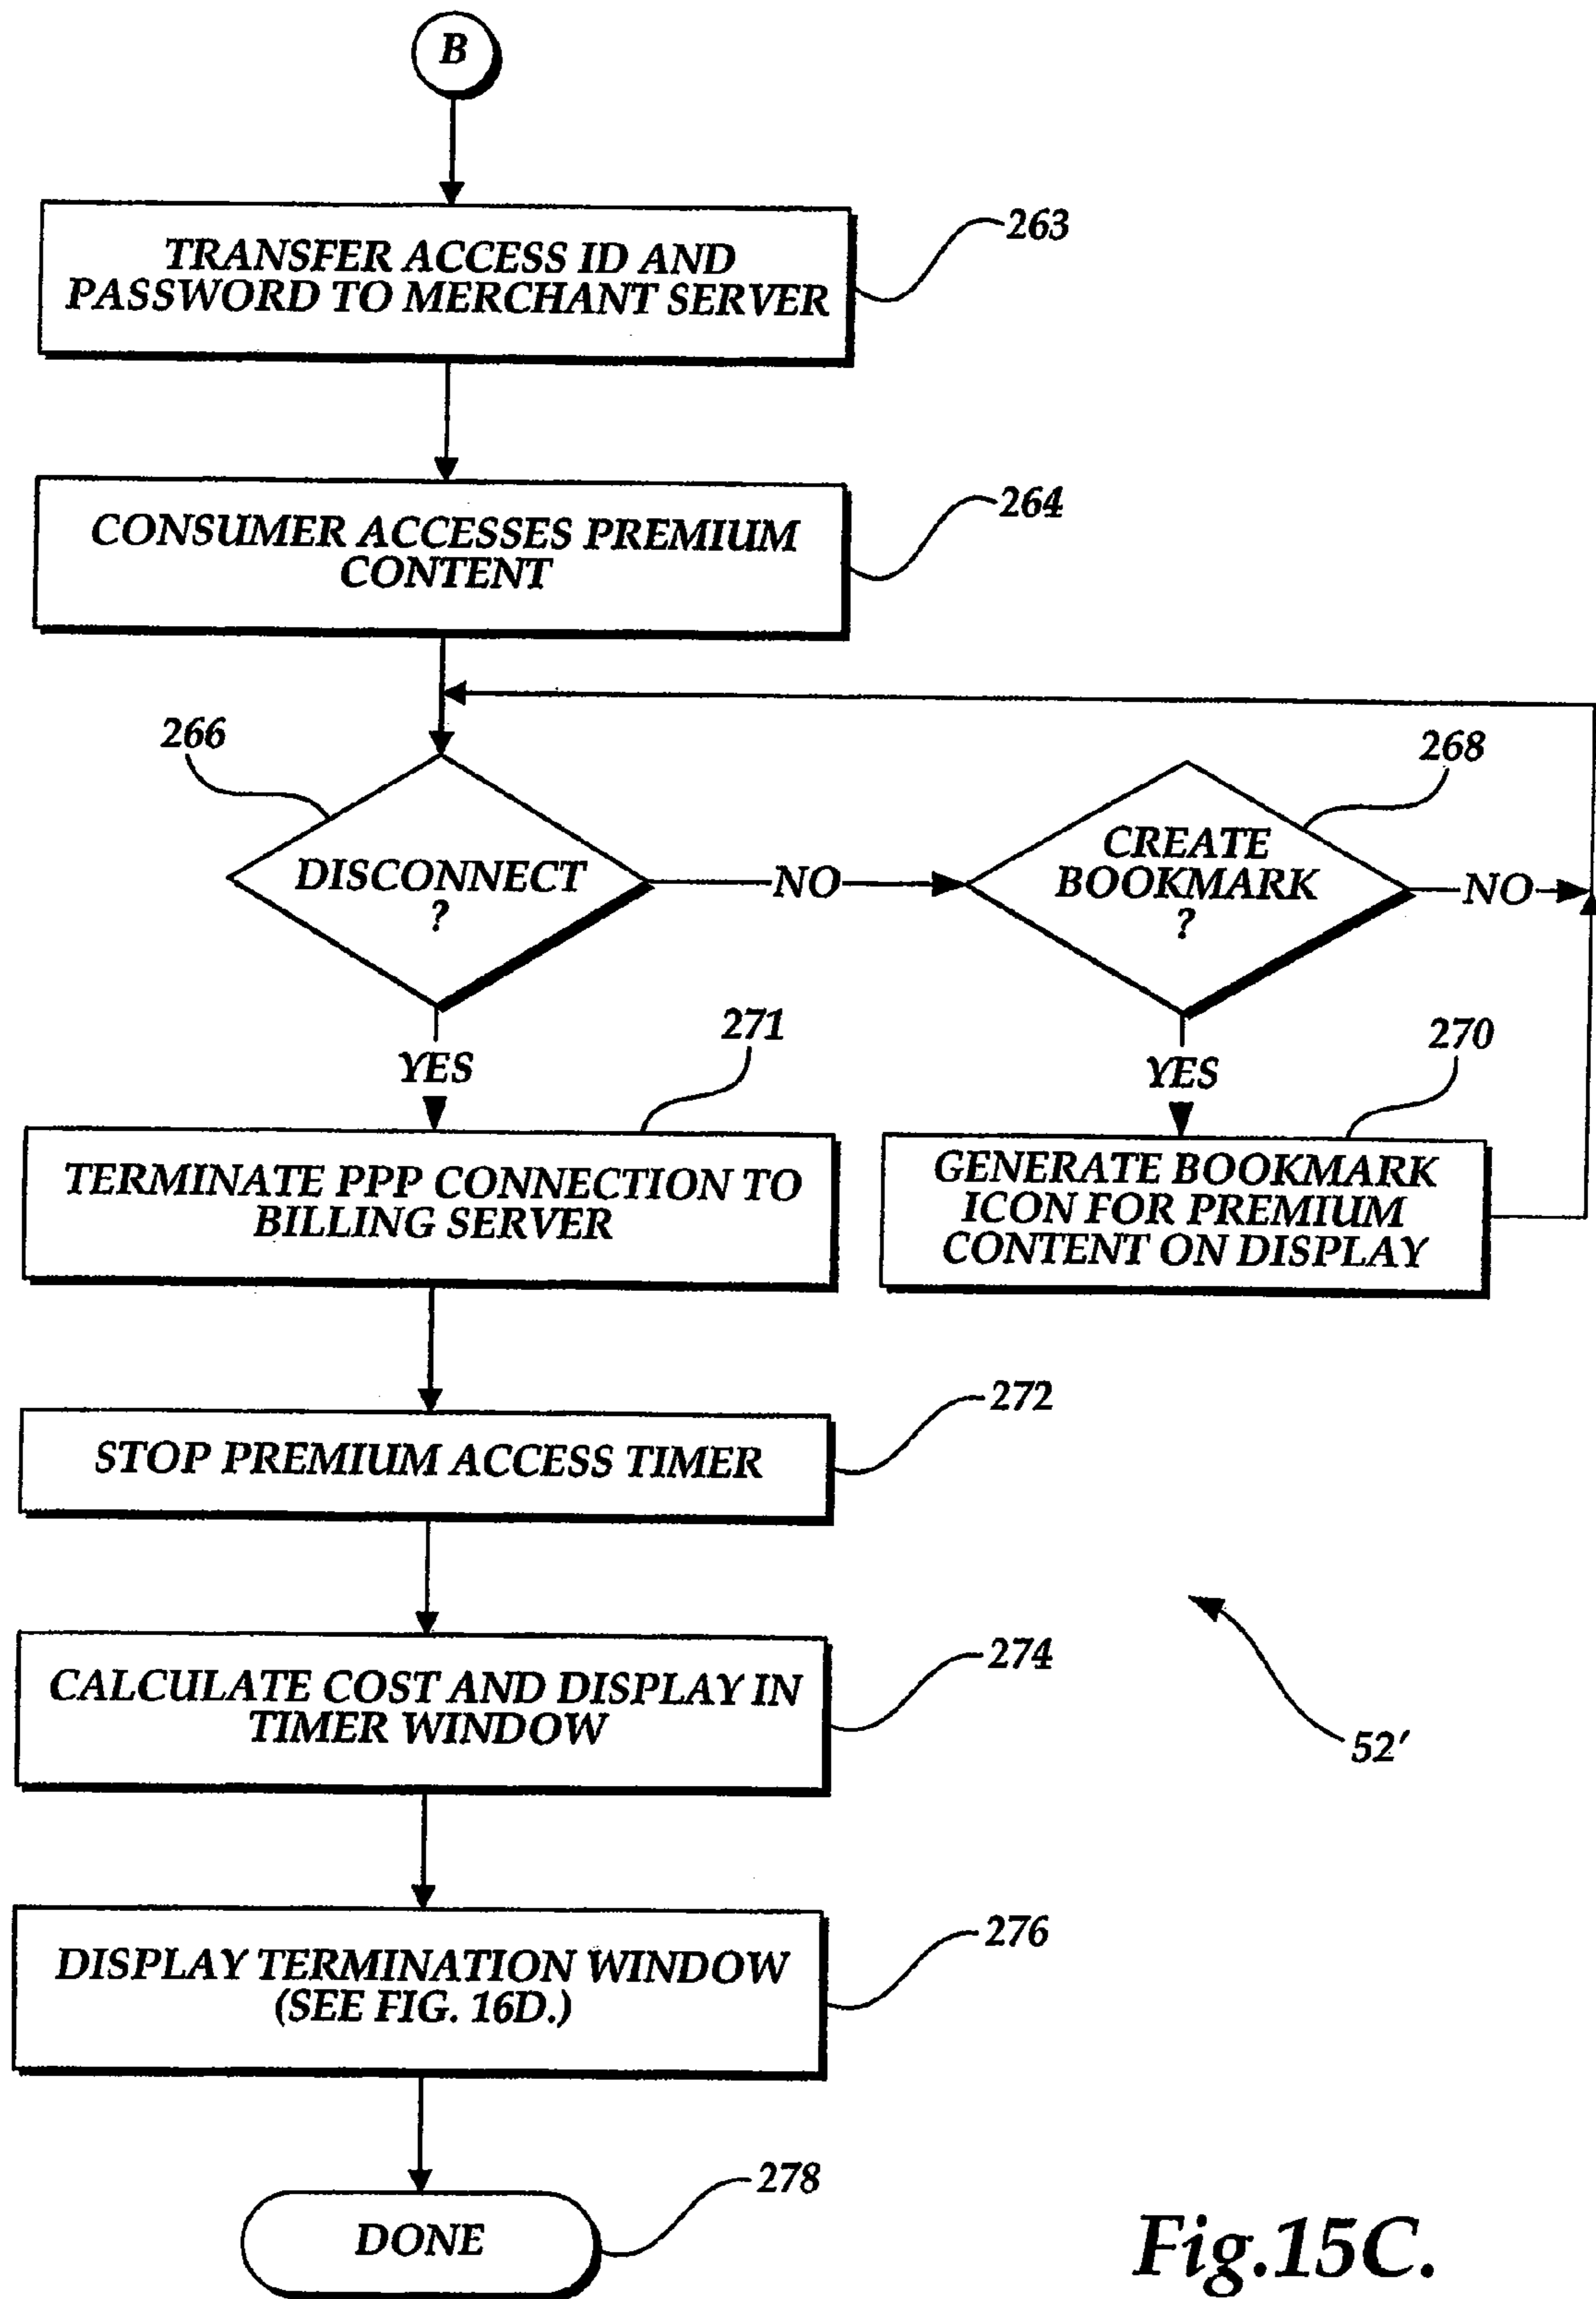 B
TRANSFER ACCESS ID AND
PASSWORD TO MERCHANT SERVER
263
CONSUMER ACCESSES PREMIUM
CONTENT
264
266
DISCONNECT
?
NO
268
CREATE
BOOKMARK
?
NO
YES
271
YES
270
TERMINATE PPP CONNECTION TO
BILLING SERVER
GENERATE BOOKMARK
ICON FOR PREMIUM
CONTENT ON DISPLAY
STOP PREMIUM ACCESS TIMER
272
CALCULATE COST AND DISPLAY IN
TIMER WINDOW
274
52'
DISPLAY TERMINATION WINDOW
(SEE FIG. 16D.)
276
DONE
278
Fig.15C.